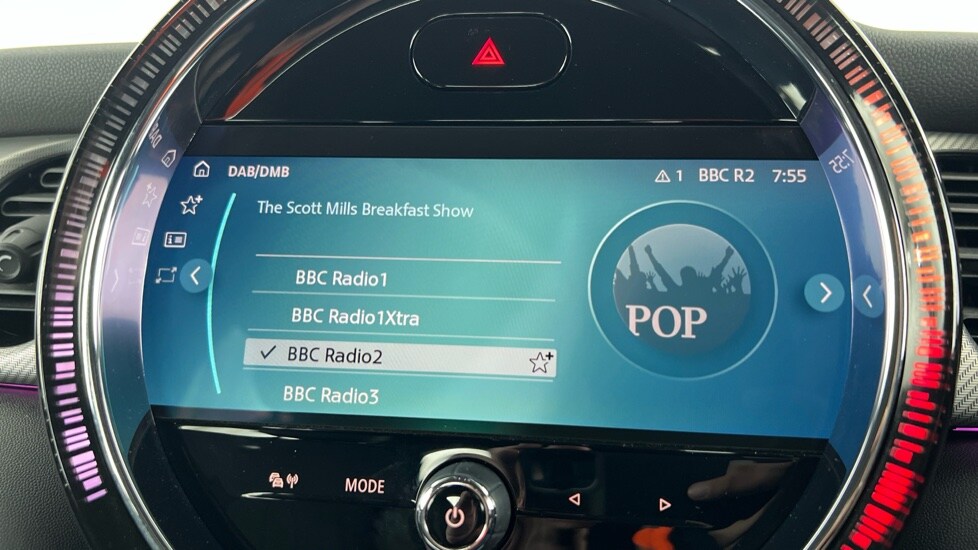 DAB/DMB
1 BBC R2 7:55
The Scott Mills Breakfast Show
BBC Radio1
BBC Radio1Xtra
BBC Radio2
BBC Radio3
POP
MODE